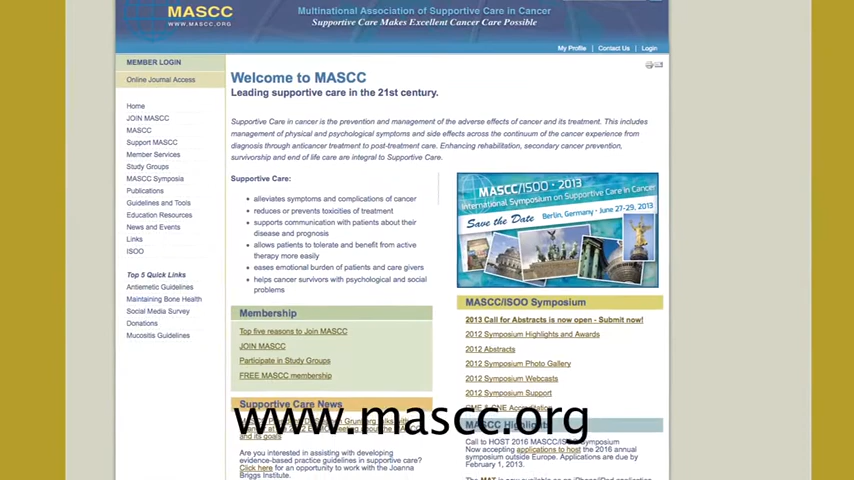 MASCC
WWW.MASCC.ORG
Multinational Association of Supportive Care in Cancer
Supportive Care Makes Excellent Cancer Care Possible
My Profile | Contact Us | Login
MEMBER LOGIN
Online Journal Access
Home
JOIN MASCC
MASCC
Support MASCC
Member Services
Study Groups
MASCC Symposia
Publications
Guidelines and Tools
Education Resources
News and Events
Links
ISOO
Top 5 Quick Links
Antiemetic Guidelines
Maintaining Bone Health
Social Media Survey
Donations
Mucositis Guidelines
Welcome to MASCC
Leading supportive care in the 21st century.
Supportive Care in cancer is the prevention and management of the adverse effects of cancer and its treatment. This includes
management of physical and psychological symptoms and side effects across the continuum of the cancer experience from
diagnosis through anticancer treatment to post-treatment care. Enhancing rehabilitation, secondary cancer prevention,
survivorship and end of life care are integral to Supportive Care.
Supportive Care:
alleviates symptoms and complications of cancer
reduces or prevents toxicities of treatment
supports communication with patients about their
disease and prognosis
allows patients to tolerate and benefit from active
therapy more easily
eases emotional burden of patients and care givers
helps cancer survivors with psychological and social
problems
MASCC/ISOO • 2013
International Symposium on Supportive Care in Cancer
Save the Date
Berlin, Germany • June 27-29, 2013
Membership
Top five reasons to Join MASCC
JOIN MASCC
Participate in Study Groups
FREE MASCC membership
Supportive Care News
and its goals
Are you interested in assisting with developing
evidence-based practice guidelines in supportive care?
Click here for an opportunity to work with the Joanna
Briggs Institute.
MASCC/ISOO Symposium
2013 Call for Abstracts is now open - Submit now!
2012 Symposium Highlights and Awards
2012 Abstracts
2012 Symposium Photo Gallery
2012 Symposium Webcasts
2012 Symposium Support
MASCC Highlights
Call to HOST 2016 MASCC/ISOO Symposium
Now accepting applications to host the 2016 annual
symposium outside Europe. Applications are due by
February 1, 2013.
www.mascc.org